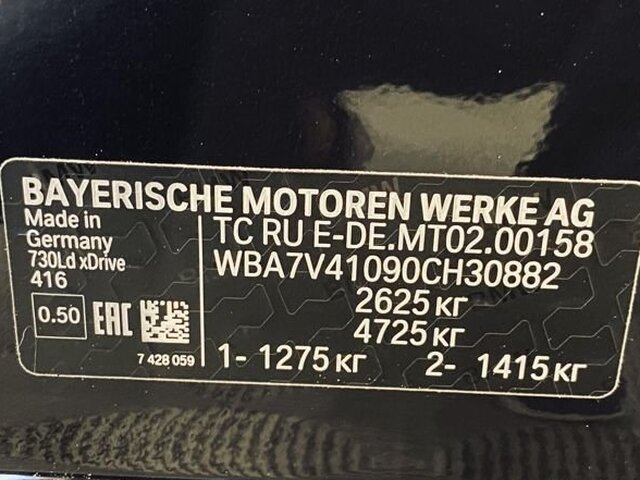 BAYERISCHE MOTOREN WERKE AG
Made in
Germany
730Ld xDrive
416
0.50
EAC
7 428 059
TC RU E-DE.MT02.00158
WBA7V41090CH30882
2625 кг
4725 кг
1- 1275 кг 2- 1415 кг